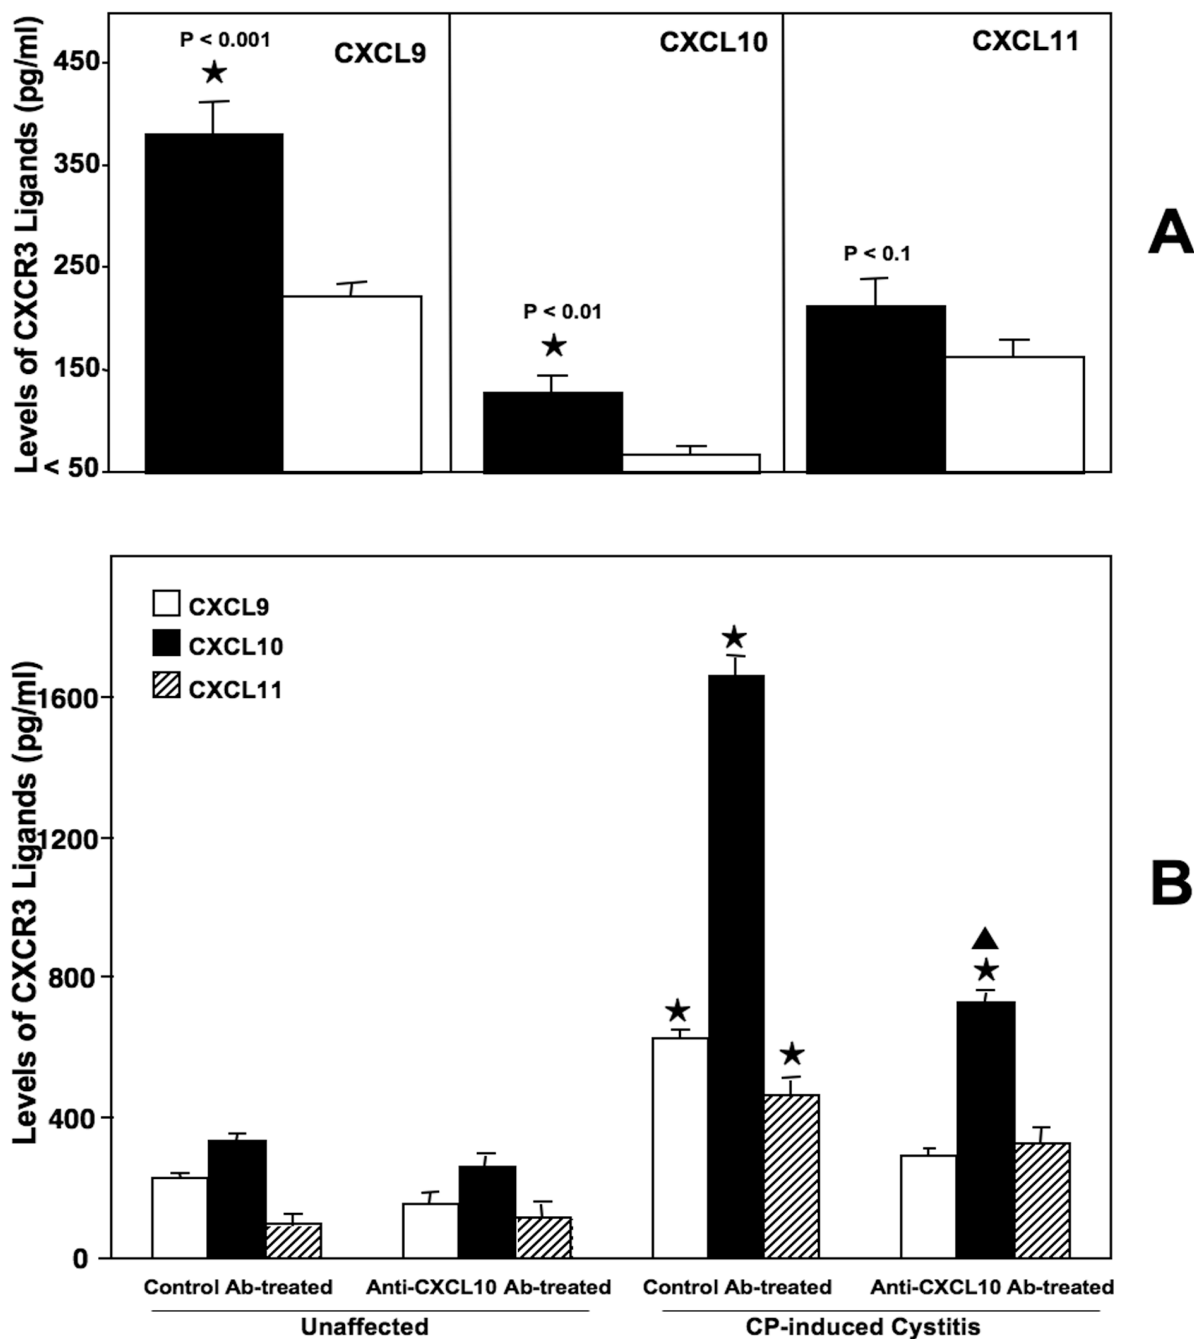 Levels of CXCR3 Ligands (pg/ml)
450
350
250
150
< 50
P < 0.001
★
CXCL9
P < 0.01
★
CXCL10
P < 0.1
CXCL11
A
Levels of CXCR3 Ligands (pg/ml)
1600
1200
800
400
0
CXCL9
CXCL10
CXCL11
★
★
★
▲
★
B
Control Ab-treated Anti-CXCL10 Ab-treated Control Ab-treated Anti-CXCL10 Ab-treated
Unaffected CP-induced Cystitis